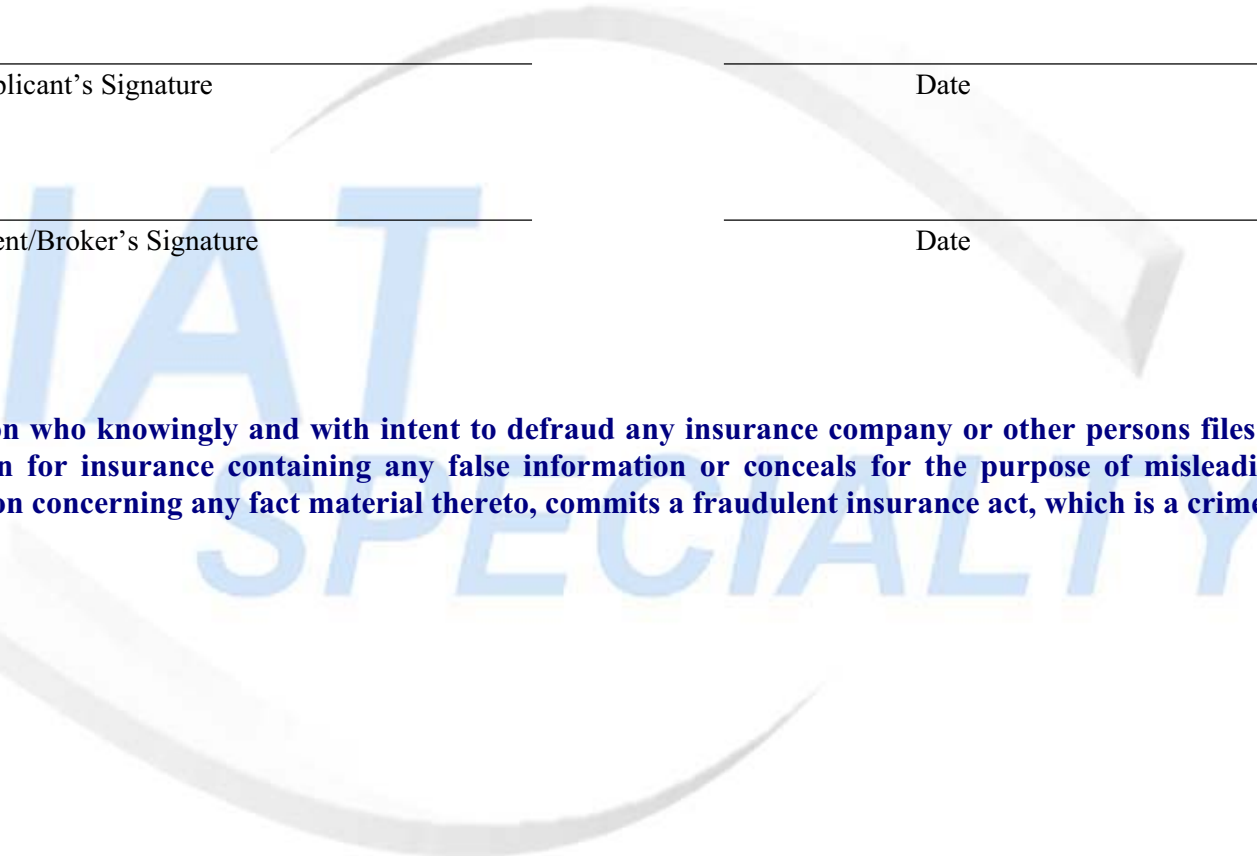 plicant’s Signature Date
ent/Broker’s Signature Date
IAT
on who knowingly and with intent to defraud any insurance company or other persons files
n for insurance containing any false information or conceals for the purpose of misleadi
on concerning any fact material thereto, commits a fraudulent insurance act, which is a crime
SPECIALTY